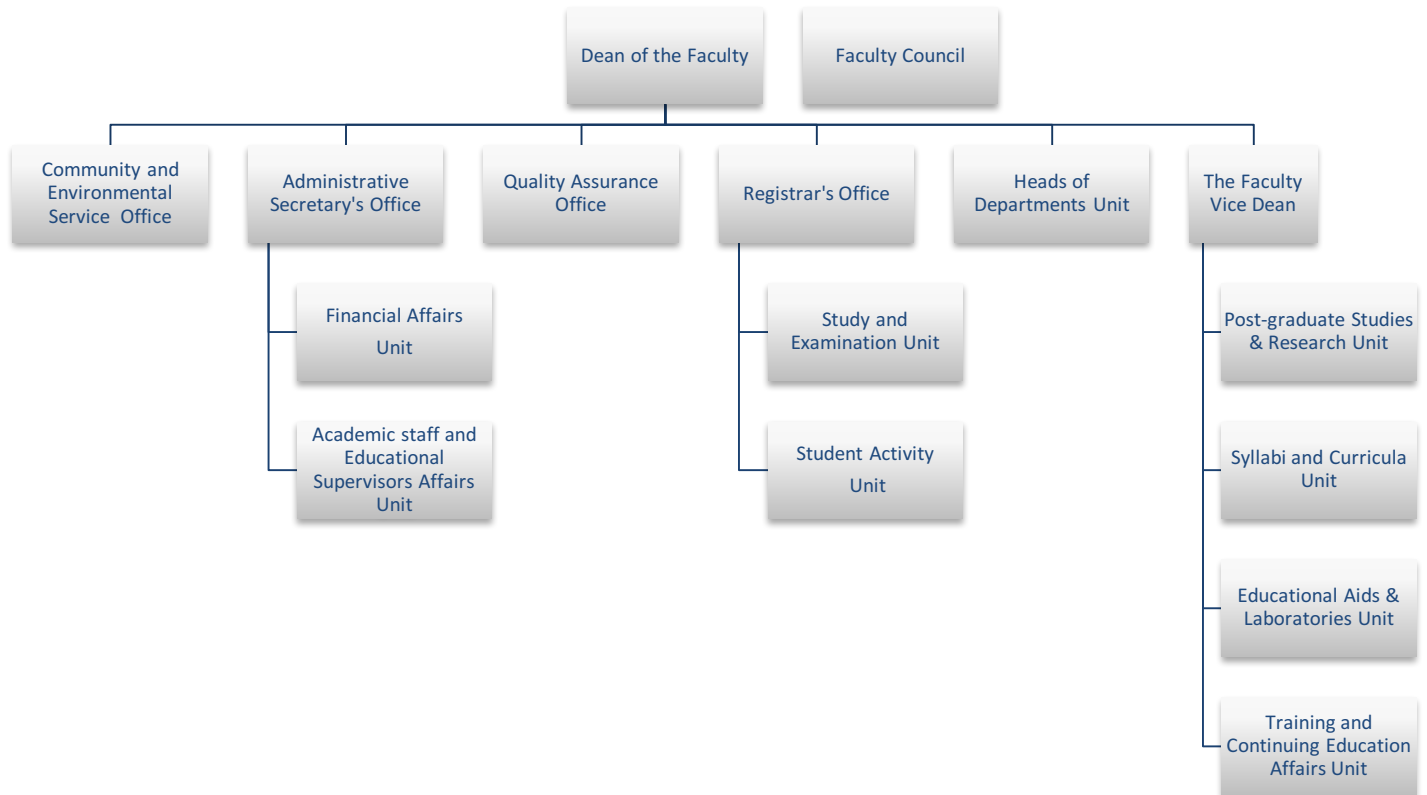 Dean of the Faculty
Faculty Council
Community and
Environmental
Service Office
Administrative
Secretary's Office
Quality Assurance
Office
Registrar's Office
Heads of
Departments Unit
The Faculty
Vice Dean
Financial Affairs
Unit
Study and
Examination Unit
Post-graduate Studies
& Research Unit
Academic staff and
Educational
Supervisors Affairs
Unit
Student Activity
Unit
Syllabi and Curricula
Unit
Educational Aids &
Laboratories Unit
Training and
Continuing Education
Affairs Unit